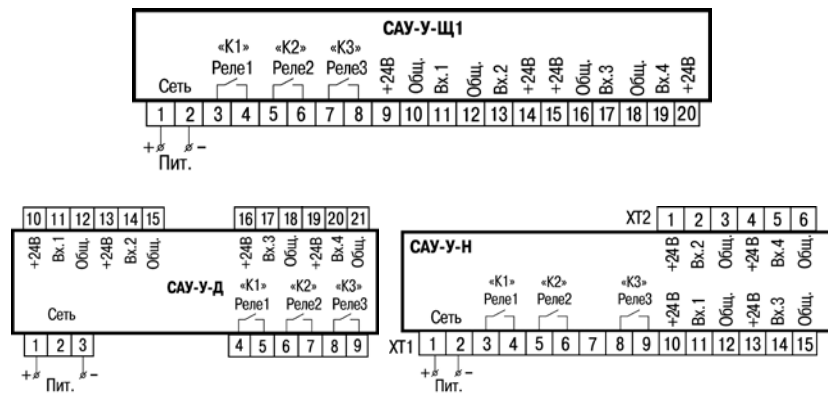 САУ-У-Щ1
«К1» «К2» «К3»
Реле1 Реле2 Реле3
Сеть
+24В Общ. Вх.1 Общ. Вх.2 +24В +24В Общ. Вх.3 Общ. Вх.4 +24В
1 2 3 4 5 6 7 8 9 10 11 12 13 14 15 16 17 18 19 20
+ –
Пит.
10 11 12 13 14 15 16 17 18 19 20 21
+24В Вх.1 Общ. +24В Вх.2 Общ. +24В Вх.3 Общ. +24В Вх.4 Общ.
САУ-У-Д
«К1» «К2» «К3»
Реле1 Реле2 Реле3
Сеть
1 2 3 4 5 6 7 8 9
+ –
Пит.
XT2 1 2 3 4 5 6
САУ-У-Н
+24В Вх.2 Общ. +24В Вх.4 Общ.
«К1» «К2» «К3»
Реле1 Реле2 Реле3
Сеть
+24В Вх.1 Общ. +24В Вх.3 Общ.
XT1 1 2 3 4 5 6 7 8 9 10 11 12 13 14 15
+ –
Пит.